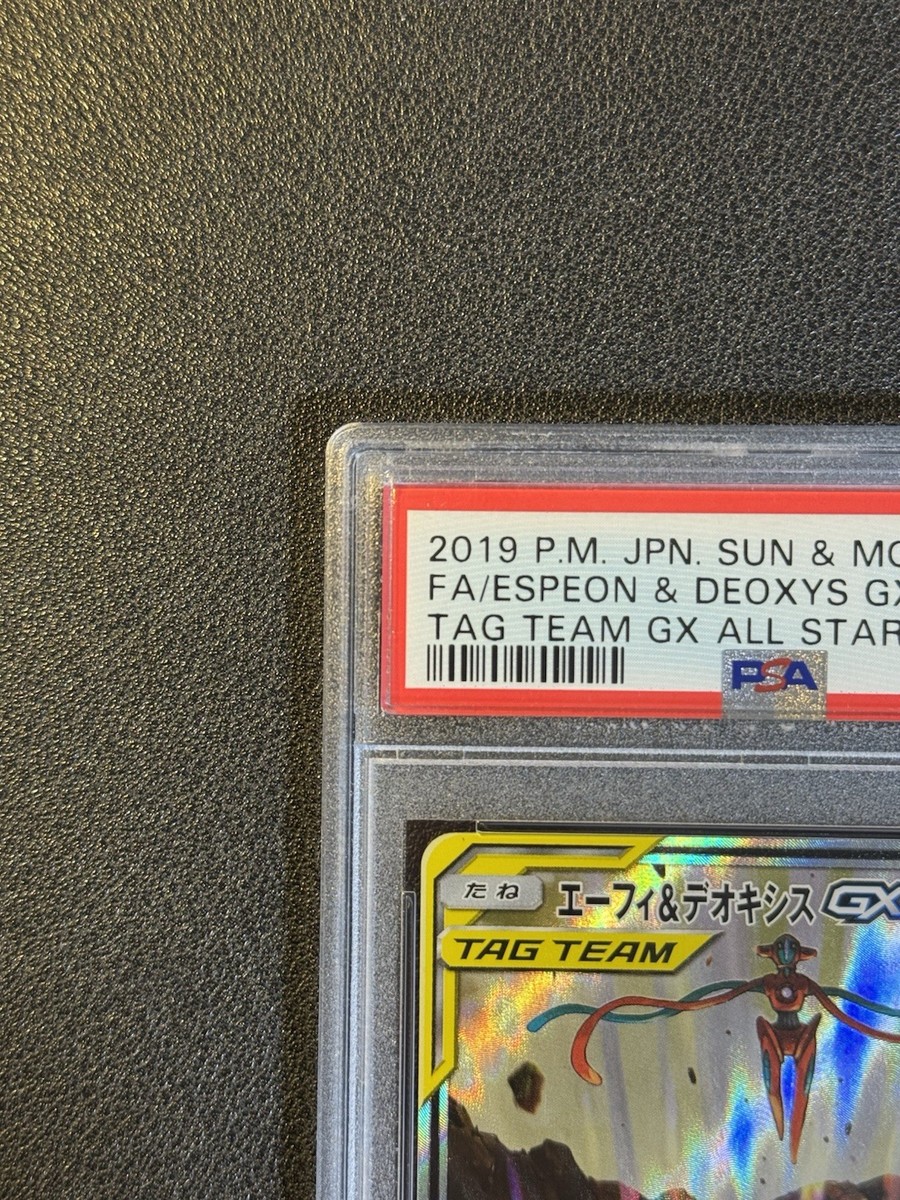 2019 P.M. JPN. SUN & MO
FA/ESPEON & DEOXYS GX
TAG TEAM GX ALL STAR
PSA
たね エーフィ&デオキシス GX
TAG TEAM